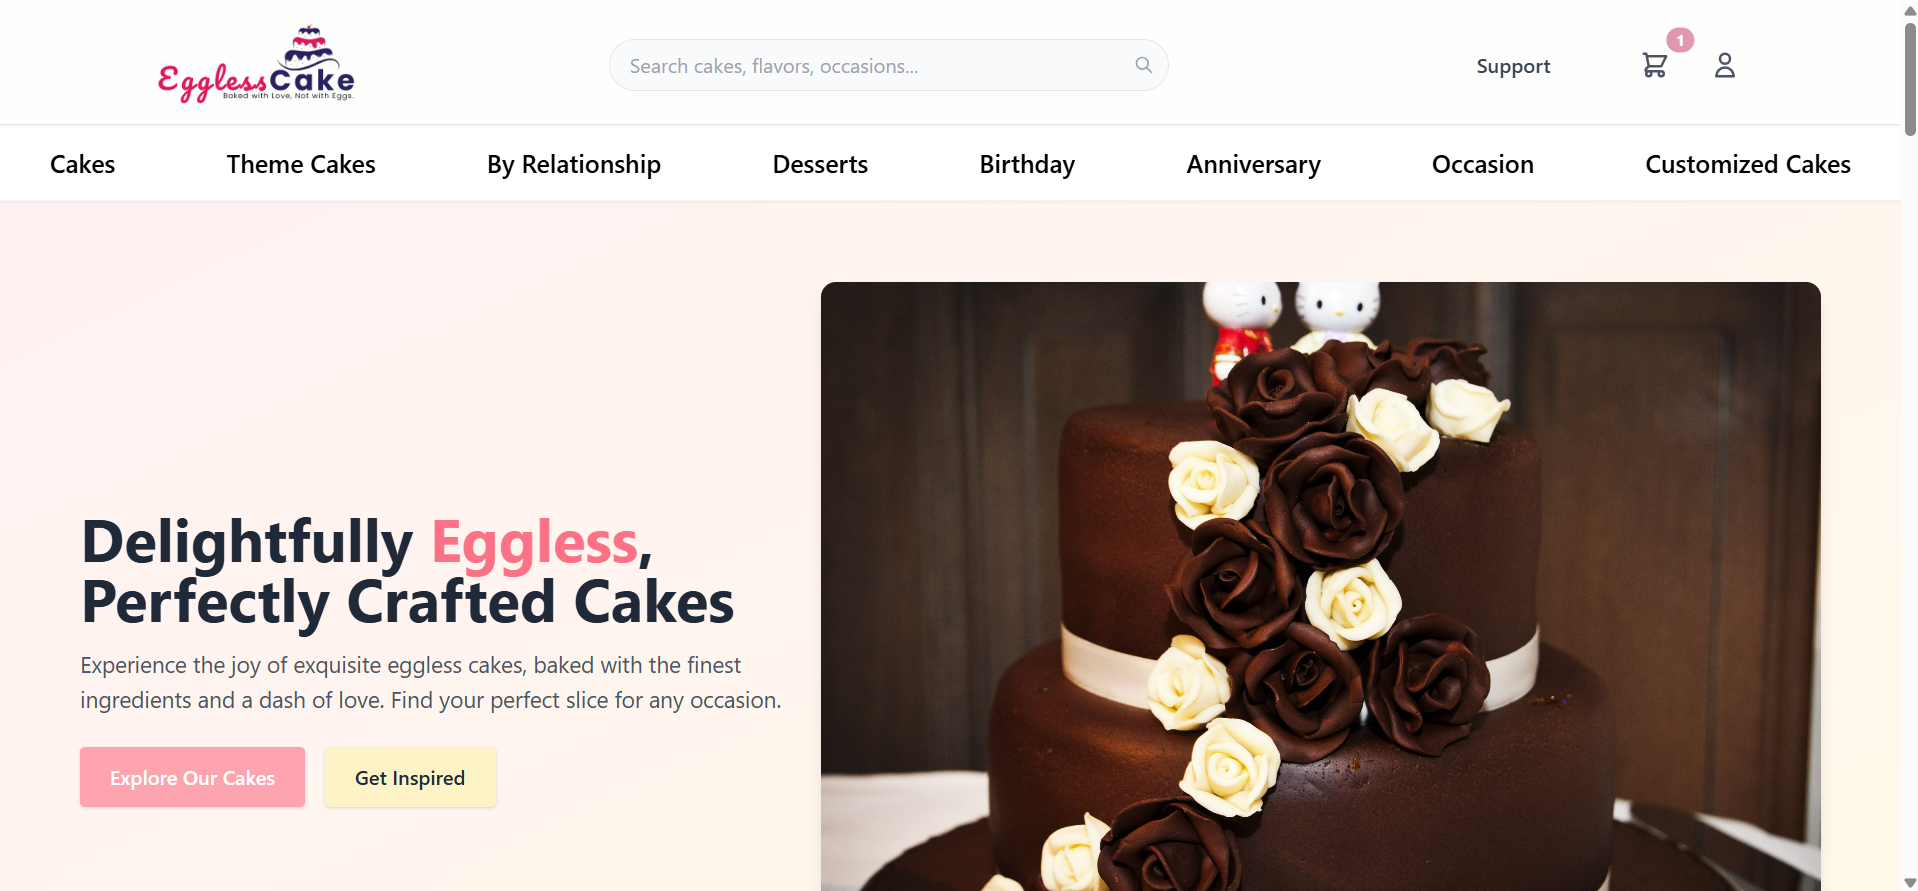 EgglessCake
Baked with Love, Not with Eggs.
Search cakes, flavors, occasions...
Support
1
Cakes
Theme Cakes
By Relationship
Desserts
Birthday
Anniversary
Occasion
Customized Cakes
Delightfully Eggless,
Perfectly Crafted Cakes
Experience the joy of exquisite eggless cakes, baked with the finest
ingredients and a dash of love. Find your perfect slice for any occasion.
Explore Our Cakes
Get Inspired